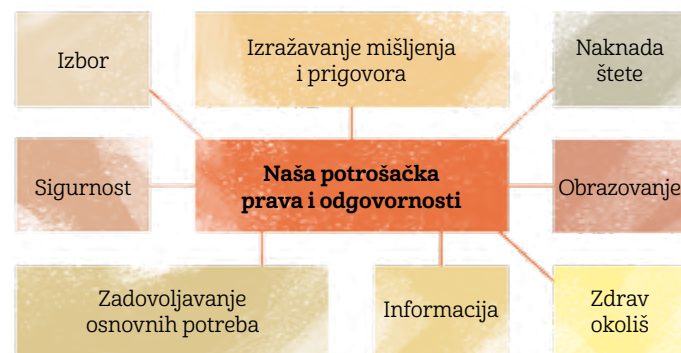 Izbor
Izražavanje mišljenja
i prigovora
Naknada
štete
Sigurnost
Naša potrošačka
prava i odgovornosti
Obrazovanje
Zadovoljavanje
osnovnih potreba
Informacija
Zdrav
okoliš